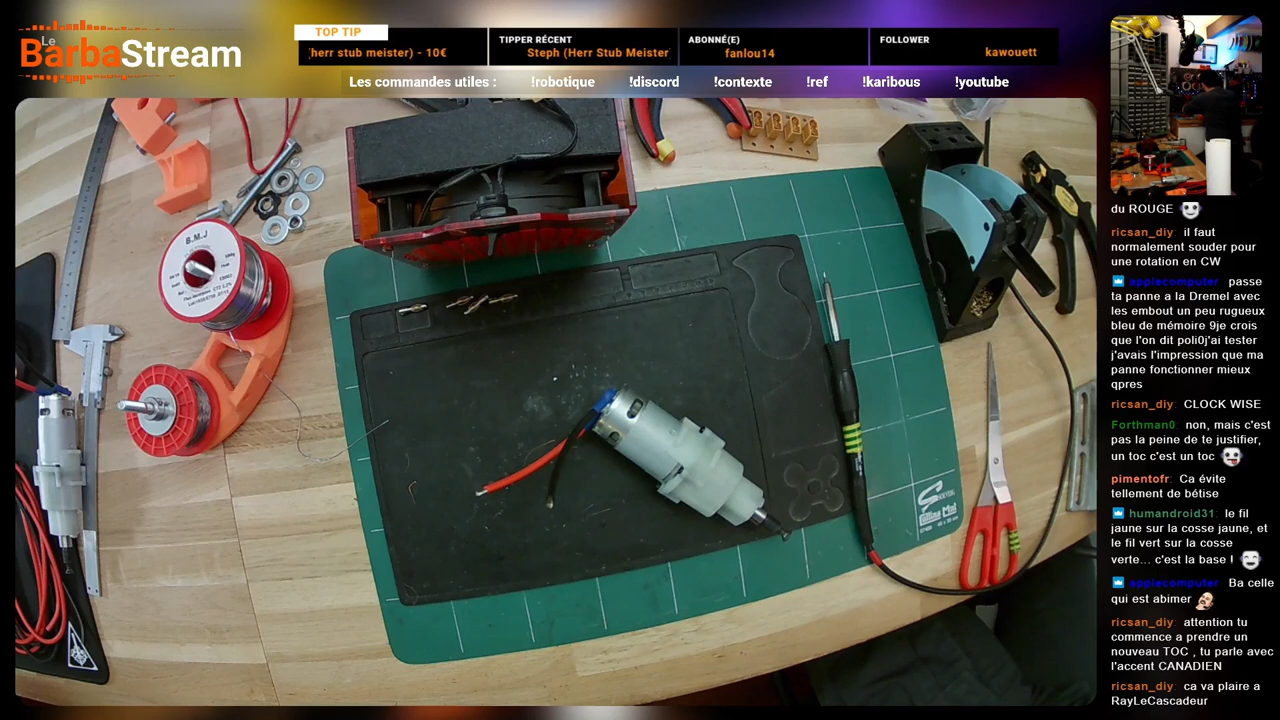 Le
BarbaStream
TOP TIP
'herr stub meister) - 10€
TIPPER RÉCENT
Steph (Herr Stub Meister
ABONNÉ(E)
fanlou14
FOLLOWER
kawouett
Les commandes utiles : !robotique !discord !contexte !ref !karibous !youtube
B.M.J
du ROUGE
ricsan_diy: il faut
normalement souder pour
une rotation en CW
applecomputer: passe
ta panne a la Dremel avec
les embout un peu rugueux
bleu de mémoire 9je crois
que l'on dit poli0j'ai tester
j'avais l'impression que ma
panne fonctionner mieux
qpres
ricsan_diy: CLOCK WISE
Forthman0: non, mais c'est
pas la peine de te justifier,
un toc c'est un toc
pimentofr: Ca évite
tellement de bétise
humandroid31: le fil
jaune sur la cosse jaune, et
le fil vert sur la cosse
verte... c'est la base !
applecomputer: Ba celle
qui est abimer
ricsan_diy: attention tu
commence a prendre un
nouveau TOC , tu parle avec
l'accent CANADIEN
ricsan_diy: ca va plaire a
RayLeCascadeur